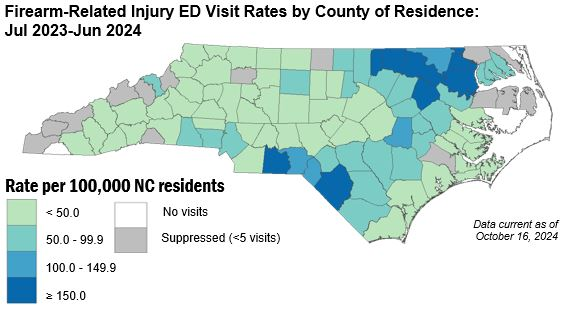 Firearm-Related Injury ED Visit Rates by County of Residence:
Jul 2023-Jun 2024
Rate per 100,000 NC residents
< 50.0
50.0 - 99.9
100.0 - 149.9
≥ 150.0
No visits
Suppressed (<5 visits)
Data current as of
October 16, 2024